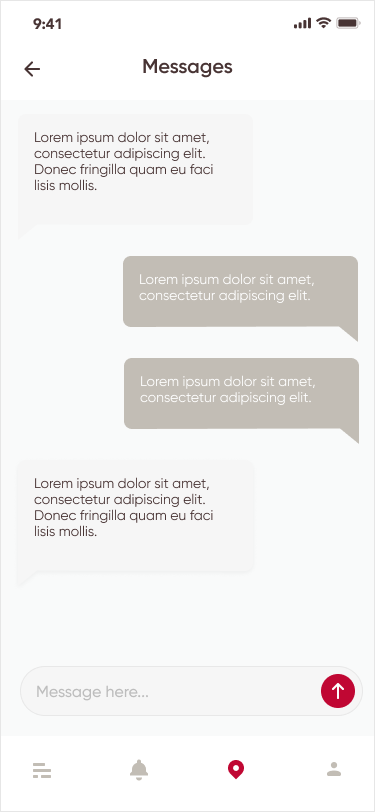 9:41
Messages
Lorem ipsum dolor sit amet,
consectetur adipiscing elit.
Donec fringilla quam eu faci
lisis mollis.
Lorem ipsum dolor sit amet,
consectetur adipiscing elit.
Lorem ipsum dolor sit amet,
consectetur adipiscing elit.
Lorem ipsum dolor sit amet,
consectetur adipiscing elit.
Donec fringilla quam eu faci
lisis mollis.
Message here...